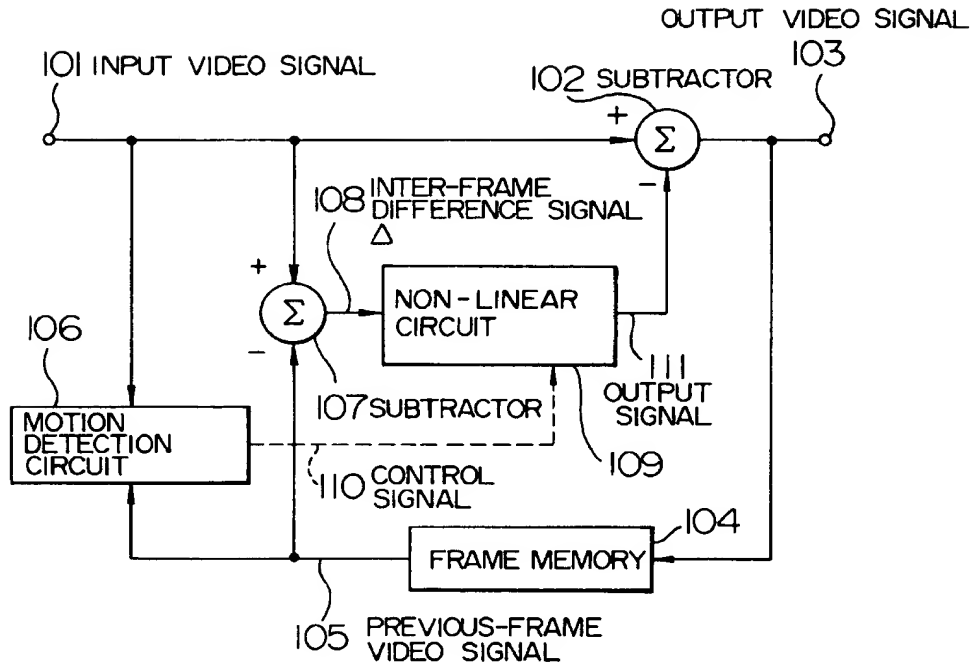 OUTPUT VIDEO SIGNAL
103
101 INPUT VIDEO SIGNAL
102 SUBTRACTOR
+
Σ
-
108 INTER-FRAME
DIFFERENCE SIGNAL
Δ
+
Σ
-
NON-LINEAR
CIRCUIT
106
111
OUTPUT
SIGNAL
107 SUBTRACTOR
MOTION
DETECTION
CIRCUIT
109
110 CONTROL
SIGNAL
104
FRAME MEMORY
105 PREVIOUS-FRAME
VIDEO SIGNAL